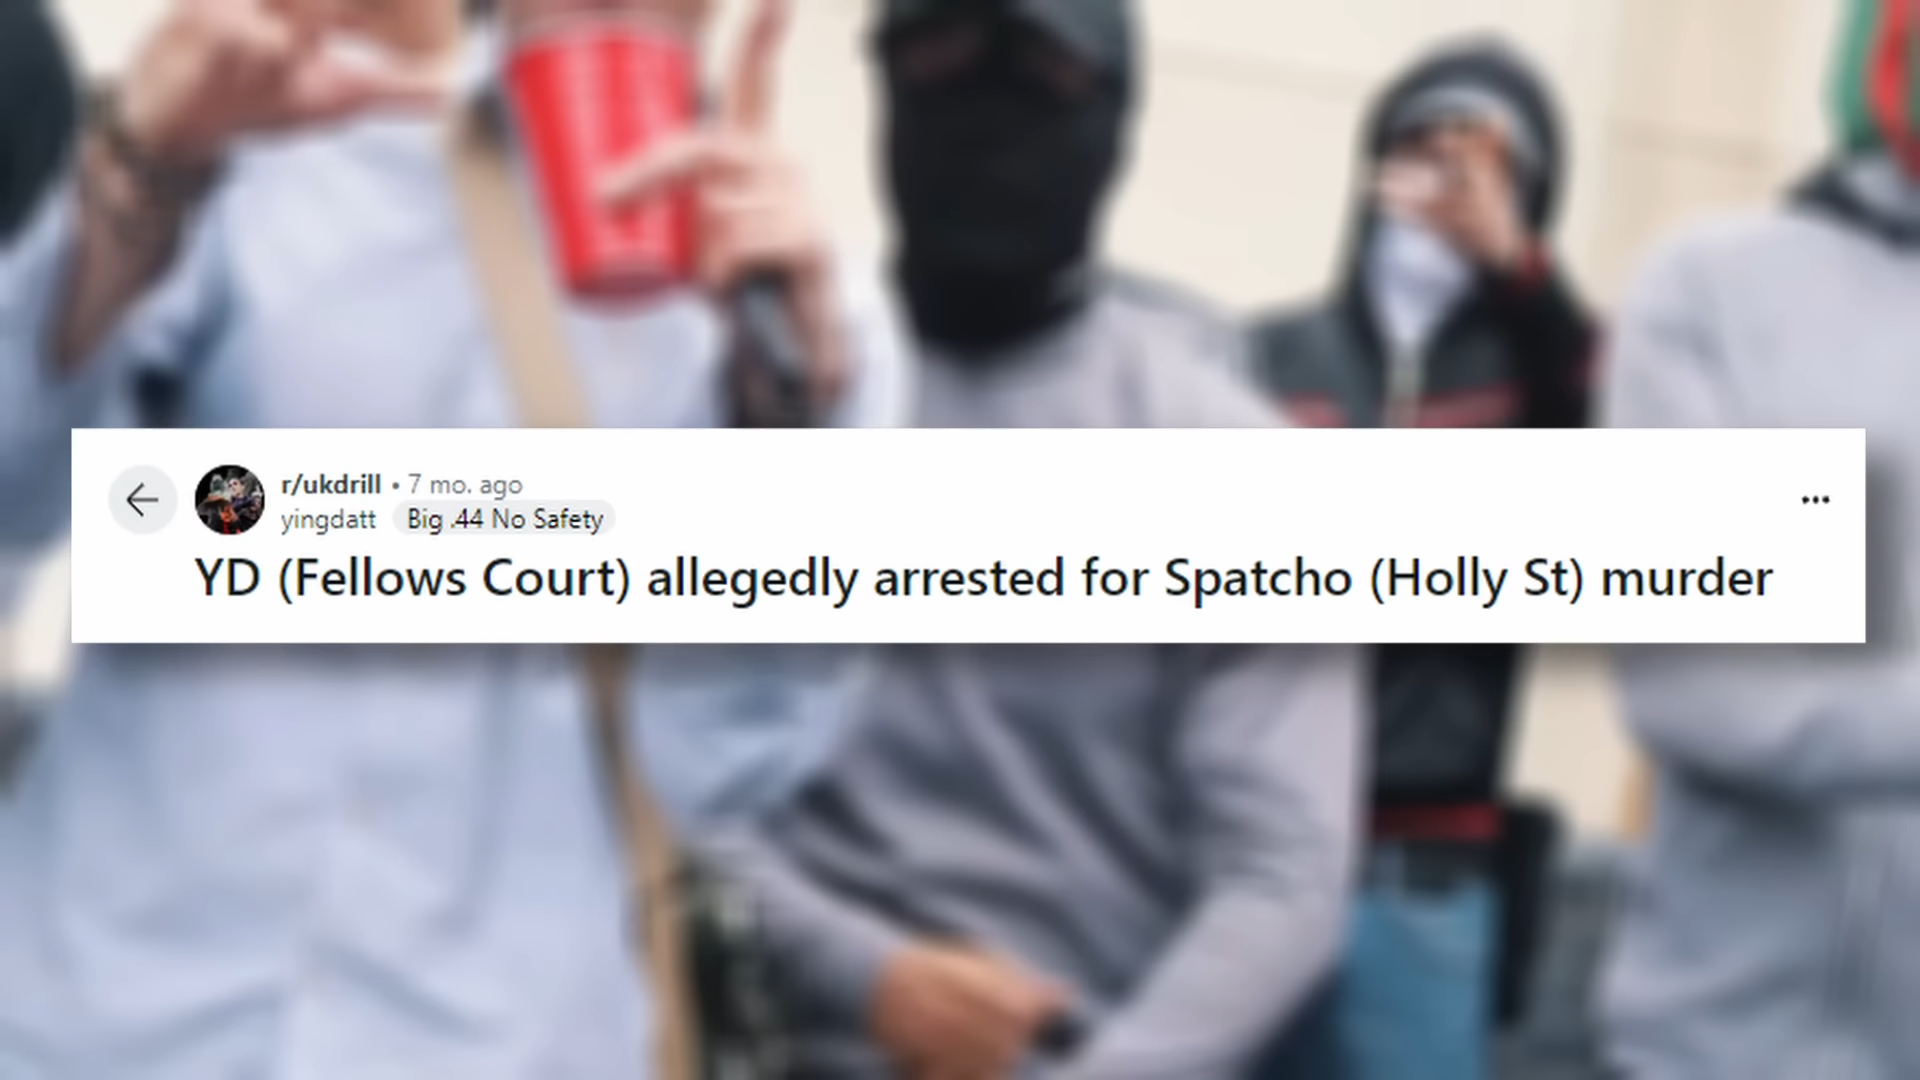 r/ukdrill • 7 mo. ago
yingdatt Big .44 No Safety
YD (Fellows Court) allegedly arrested for Spatcho (Holly St) murder